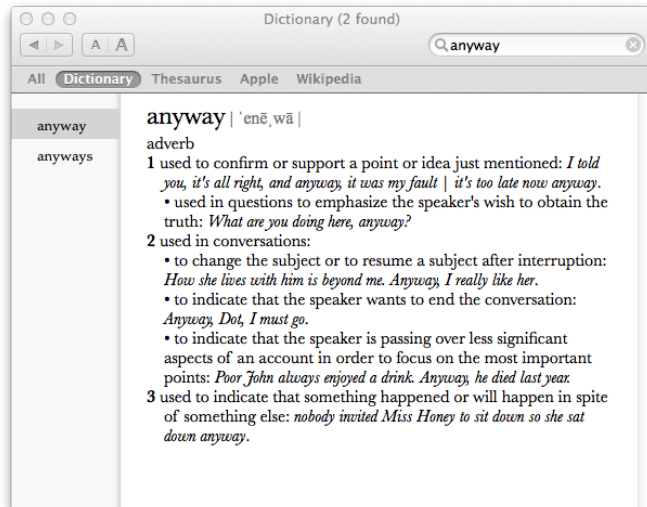 Dictionary (2 found)
A A
anyway
All Dictionary Thesaurus Apple Wikipedia
anyway
anyways
anyway | ˈenēˌwā |
adverb
1 used to confirm or support a point or idea just mentioned: I told
you, it's all right, and anyway, it was my fault | it's too late now anyway.
• used in questions to emphasize the speaker's wish to obtain the
truth: What are you doing here, anyway?
2 used in conversations:
• to change the subject or to resume a subject after interruption:
How she lives with him is beyond me. Anyway, I really like her.
• to indicate that the speaker wants to end the conversation:
Anyway, Dot, I must go.
• to indicate that the speaker is passing over less significant
aspects of an account in order to focus on the most important
points: Poor John always enjoyed a drink. Anyway, he died last year.
3 used to indicate that something happened or will happen in spite
of something else: nobody invited Miss Honey to sit down so she sat
down anyway.